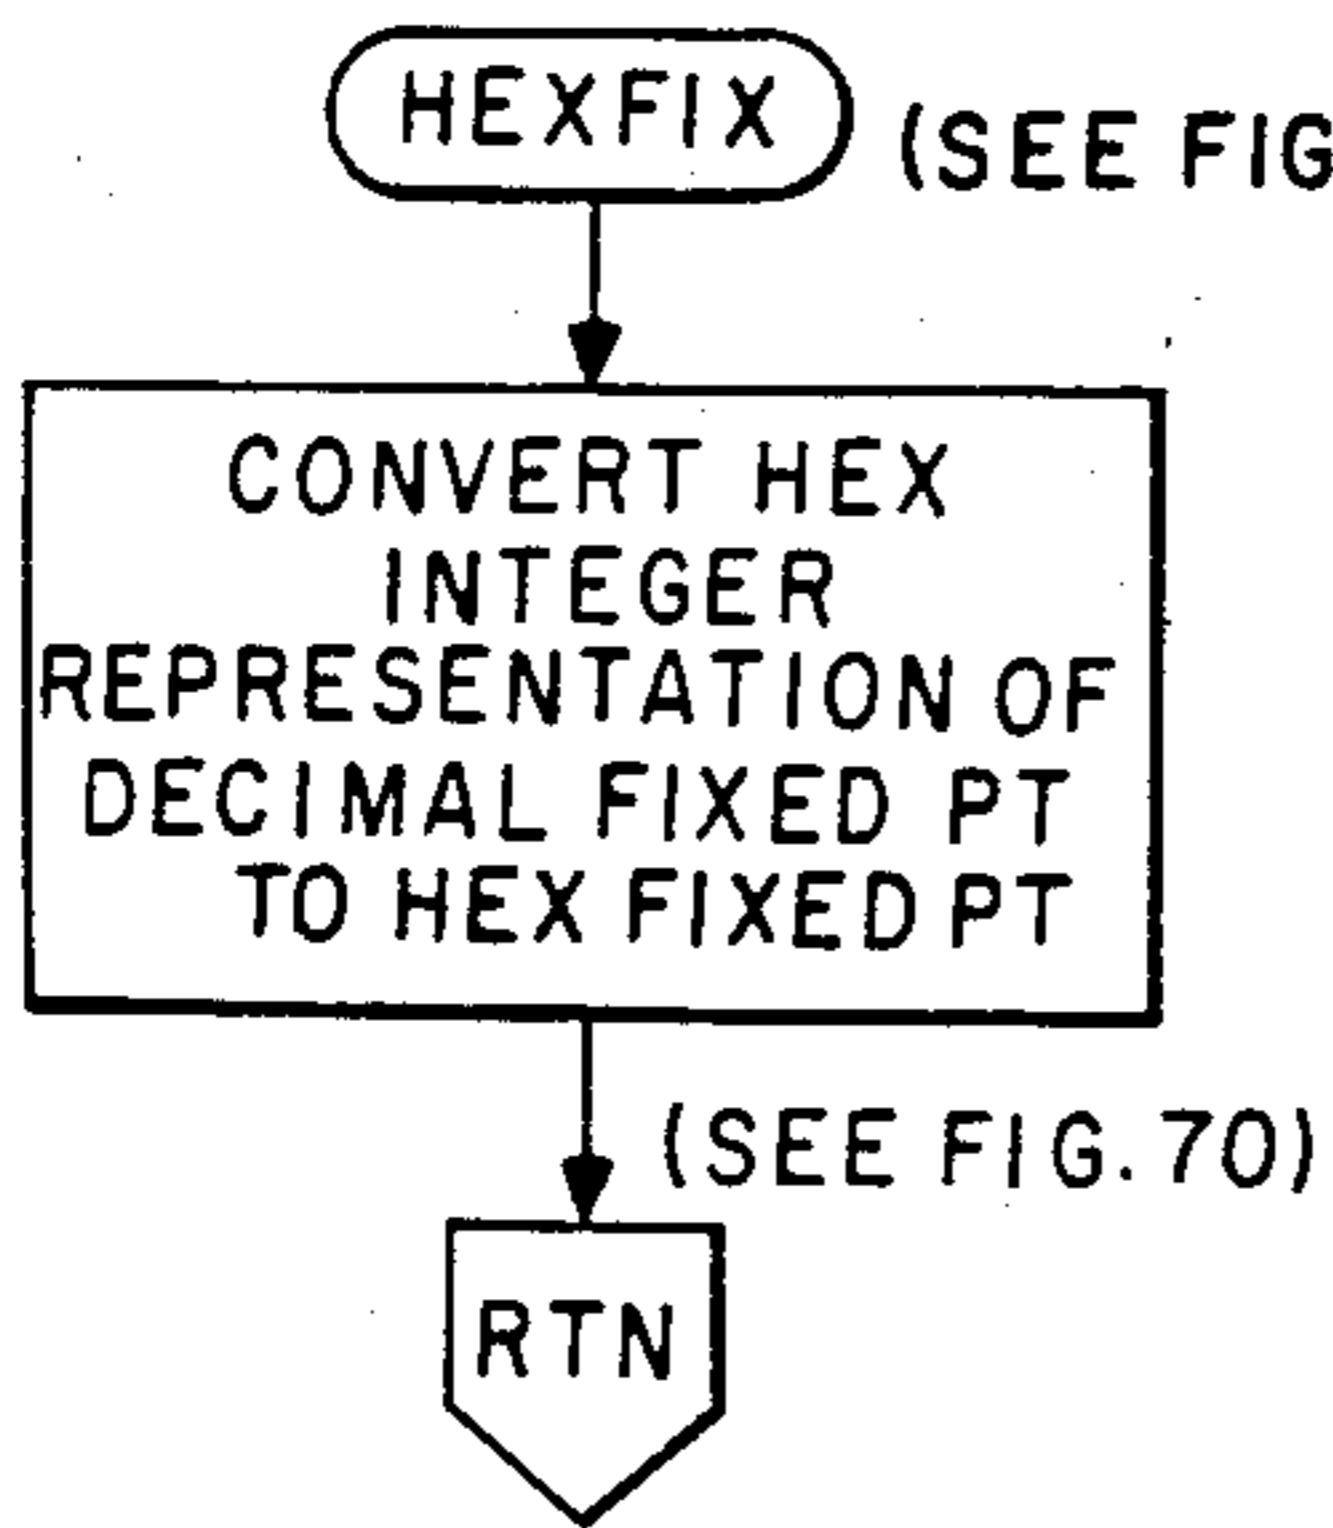 HEXFIX
(SEE FIG
CONVERT HEX
INTEGER
REPRESENTATION OF
DECIMAL FIXED PT
TO HEX FIXED PT
(SEE FIG. 70)
RTN